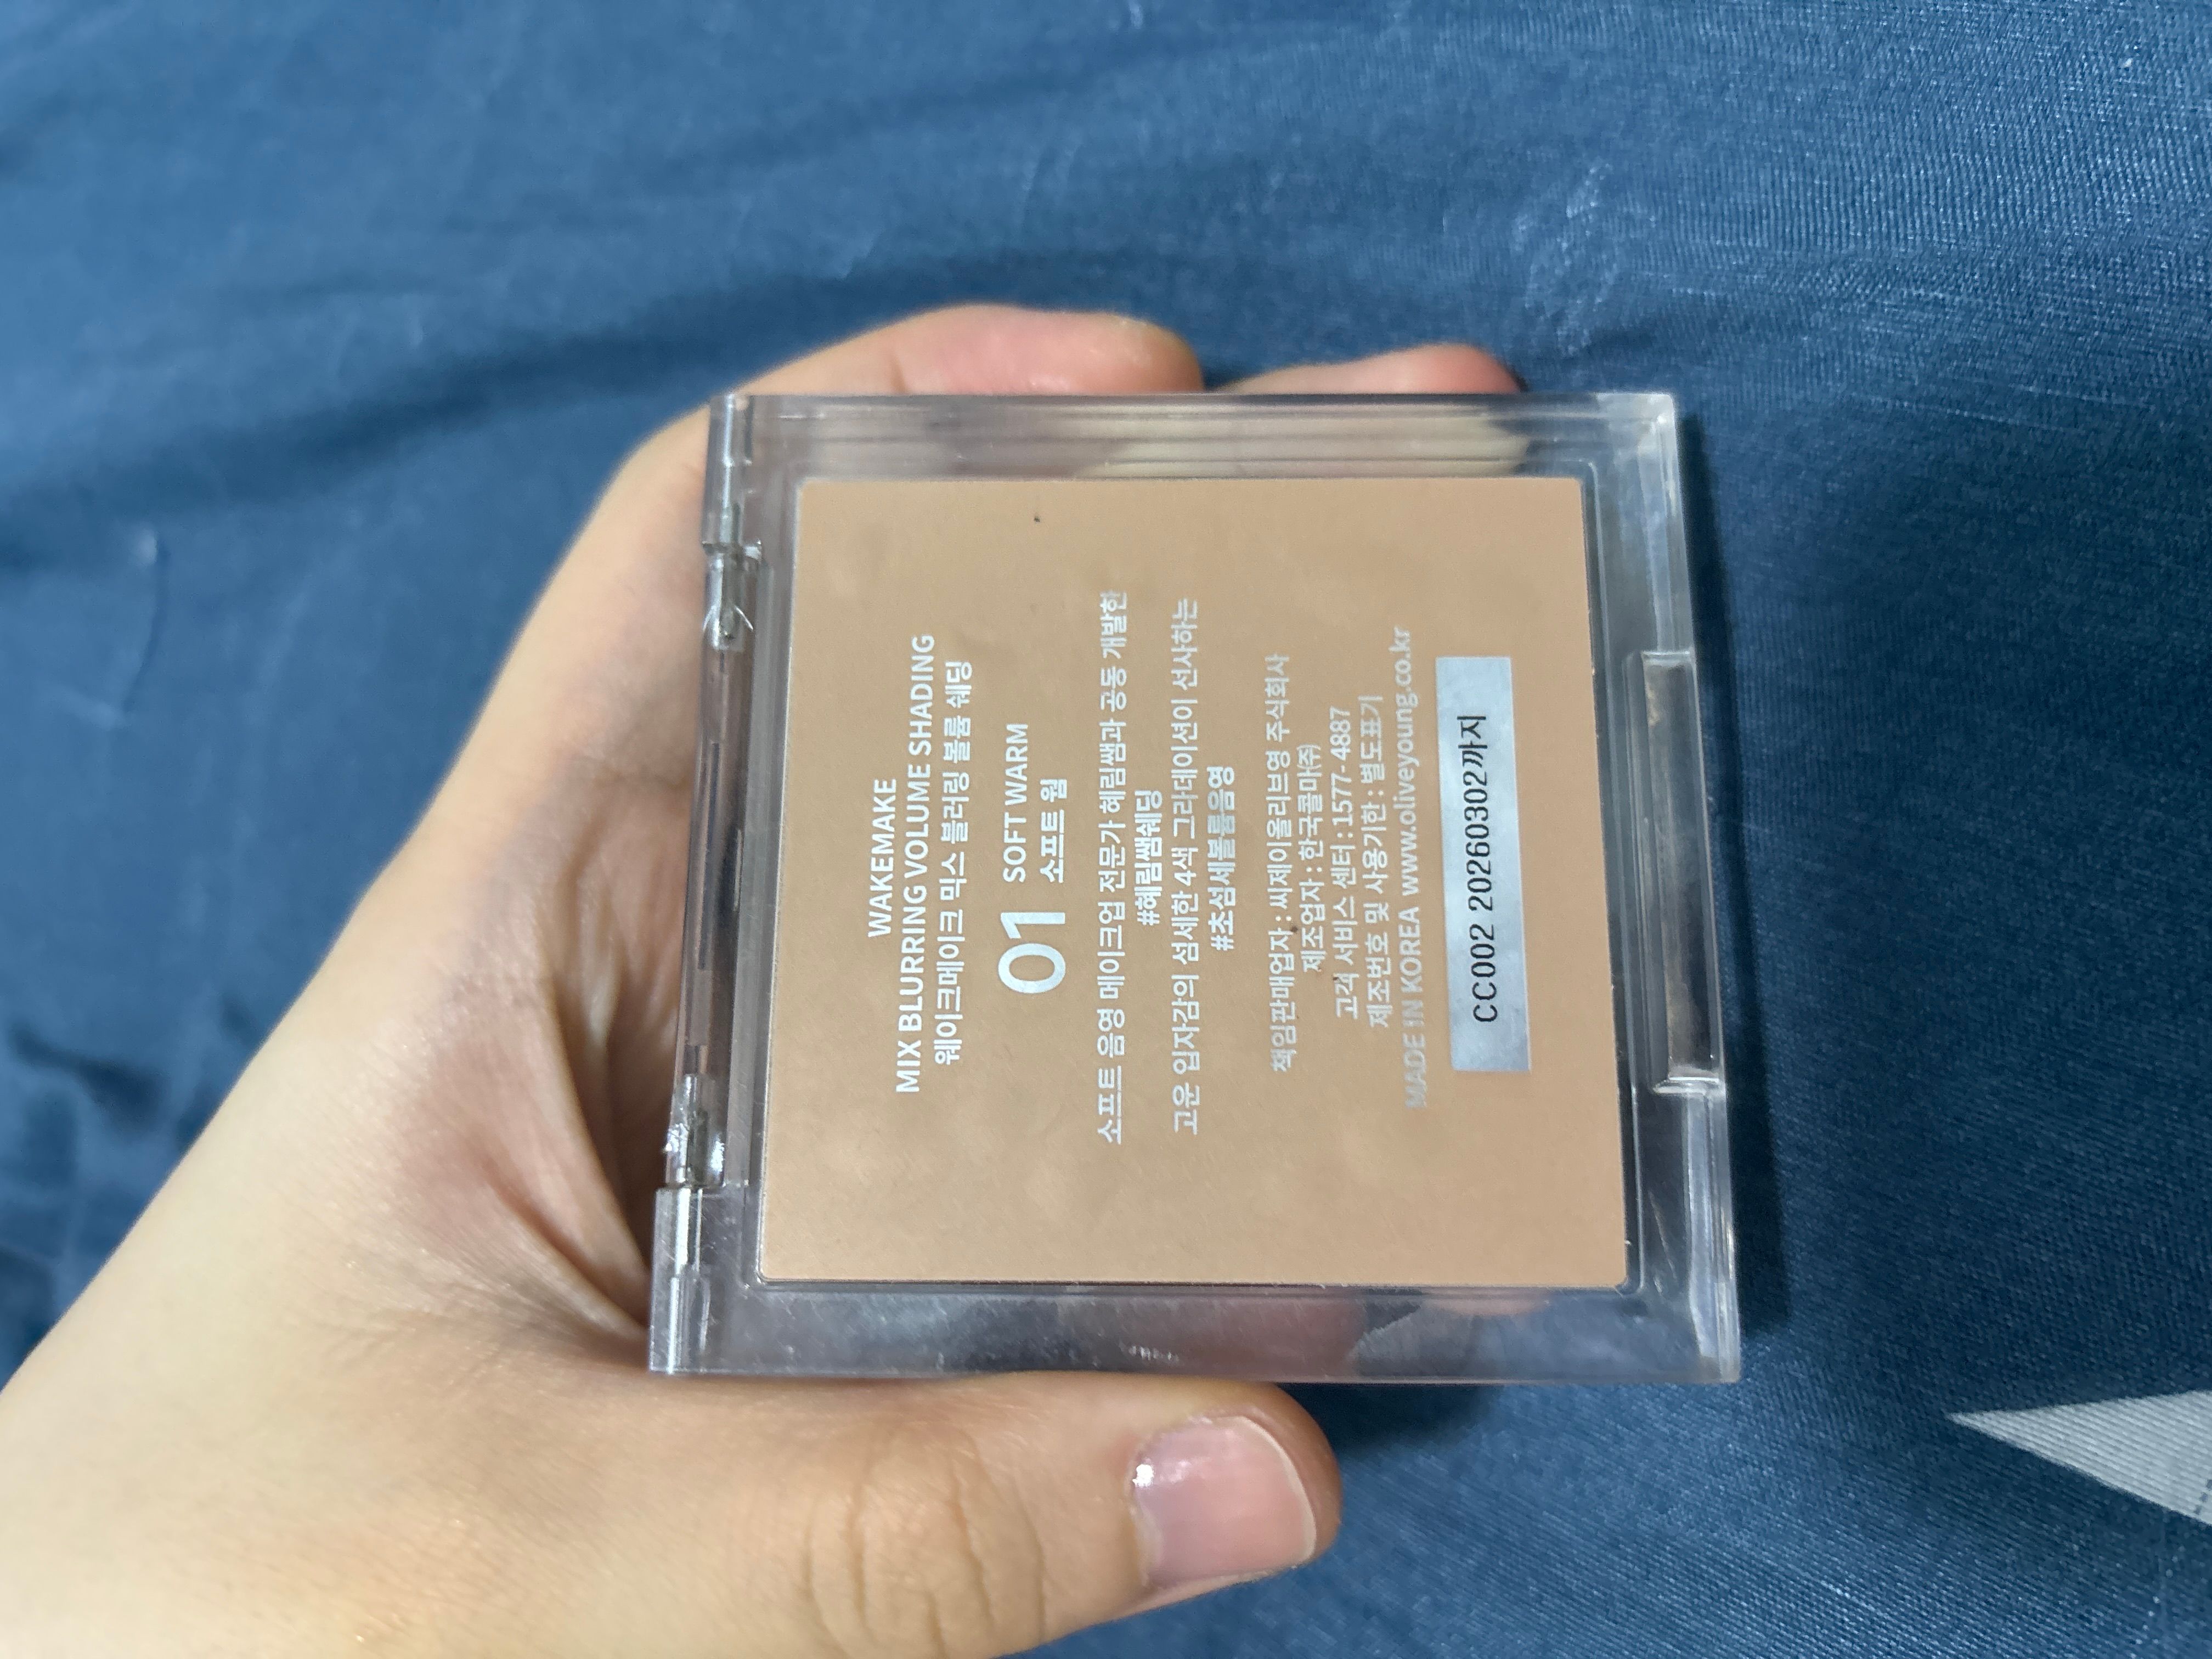 WAKEMAKE
MIX BLURRING VOLUME SHADING
웨이크메이크 믹스 블러링 볼륨 쉐딩
01 SOFT WARM
소프트 웜
소프트 음영 메이크업 전문가 혜림쌤과 공동 개발한
#혜림쌤쉐딩
고운 입자감의 섬세한 4색 그라데이션이 선사하는
#초섬세볼륨음영
책임판매업자 : 씨제이올리브영 주식회사
제조업자 : 한국콜마㈜
고객 서비스 센터 : 1577-4887
제조번호 및 사용기한 : 별도표기
MADE IN KOREA www.oliveyoung.co.kr
CC002 20260302까지